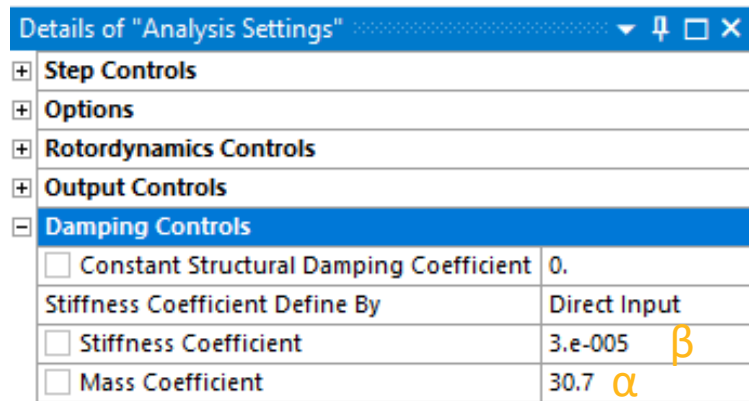 Details of "Analysis Settings"
Step Controls
Options
Rotordynamics Controls
Output Controls
Damping Controls
Constant Structural Damping Coefficient 0.
Stiffness Coefficient Define By Direct Input
Stiffness Coefficient 3.e-005 β
Mass Coefficient 30.7 α